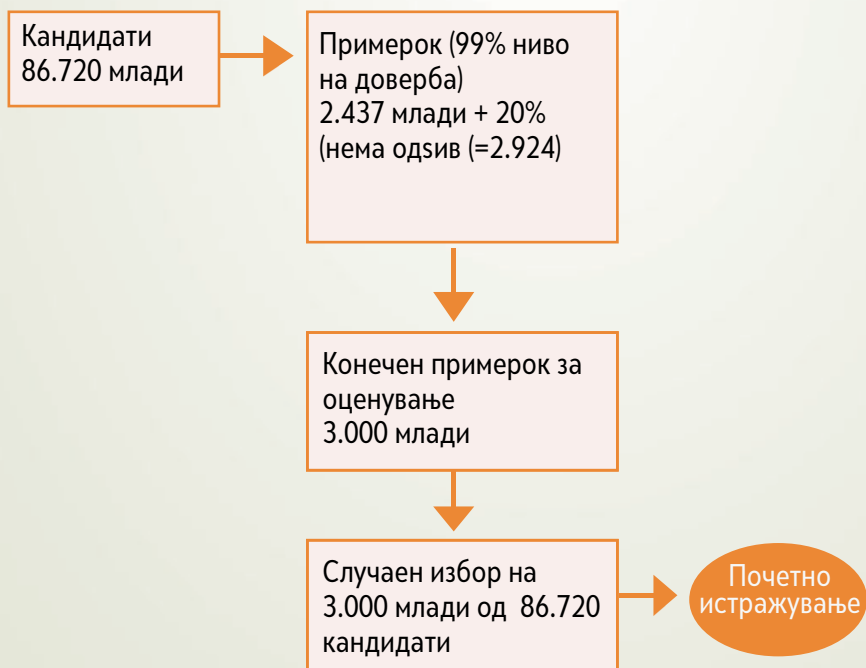 Кандидати
86.720 млади
Примерок (99% ниво
на доверба)
2.437 млади + 20%
(нема одѕив (=2.924)
Конечен примерок за
оценување
3.000 млади
Случаен избор на
3.000 млади од 86.720
кандидати
Почетно
истражување